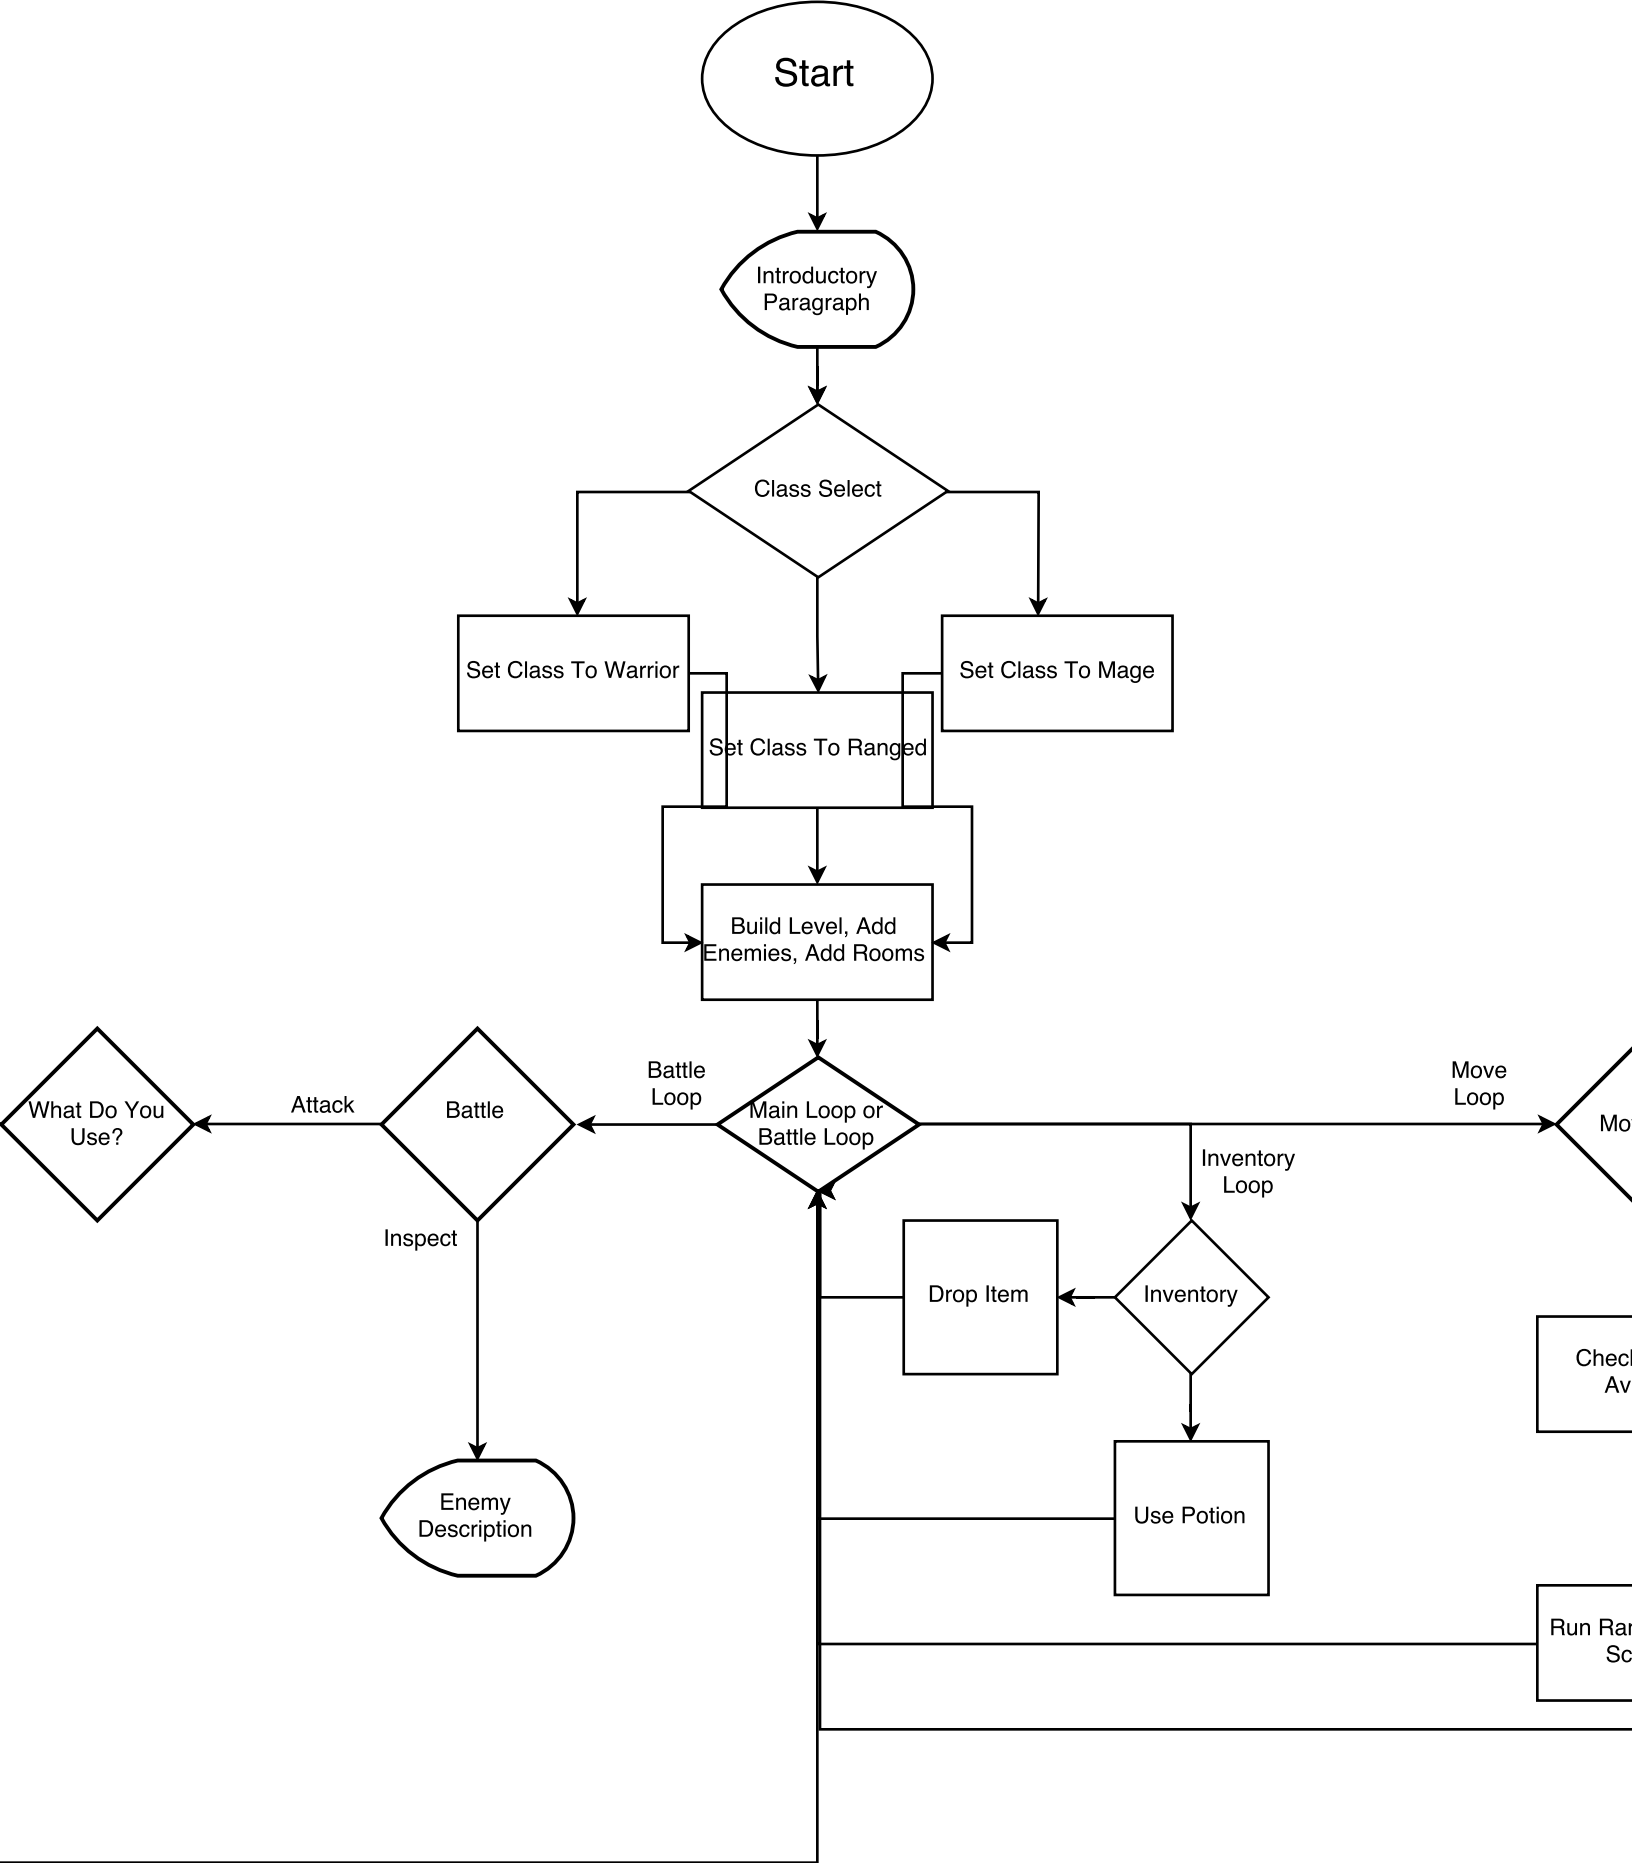 Start
Introductory
Paragraph
Class Select
Set Class To Warrior
Set Class To Mage
Set Class To Ranged
Build Level, Add
Enemies, Add Rooms
Battle
Loop
Move
Loop
What Do You
Use?
Attack
Battle
Main Loop or
Battle Loop
Inventory
Loop
Inspect
Drop Item
Inventory
Enemy
Description
Use Potion
Run